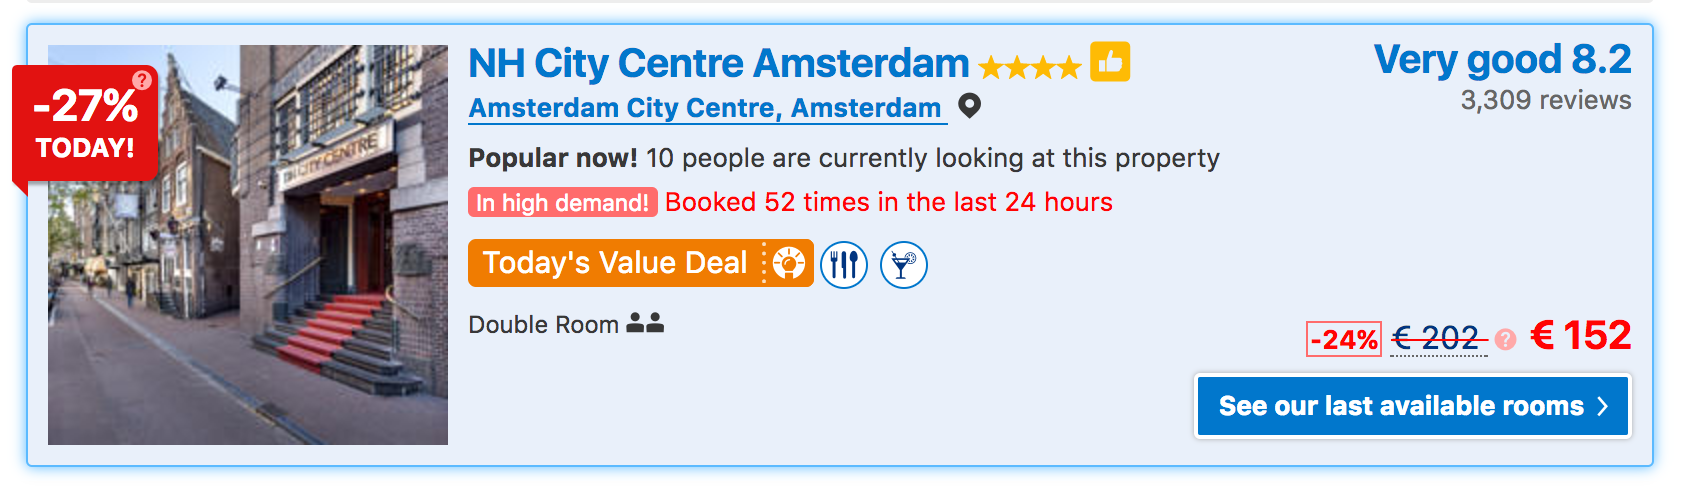 -27%
TODAY!
?
NH City Centre Amsterdam
Amsterdam City Centre, Amsterdam
Popular now! 10 people are currently looking at this property
In high demand! Booked 52 times in the last 24 hours
Today's Value Deal
Double Room
Very good 8.2
3,309 reviews
-24% € 202 ? € 152
See our last available rooms
CITY CENTRE